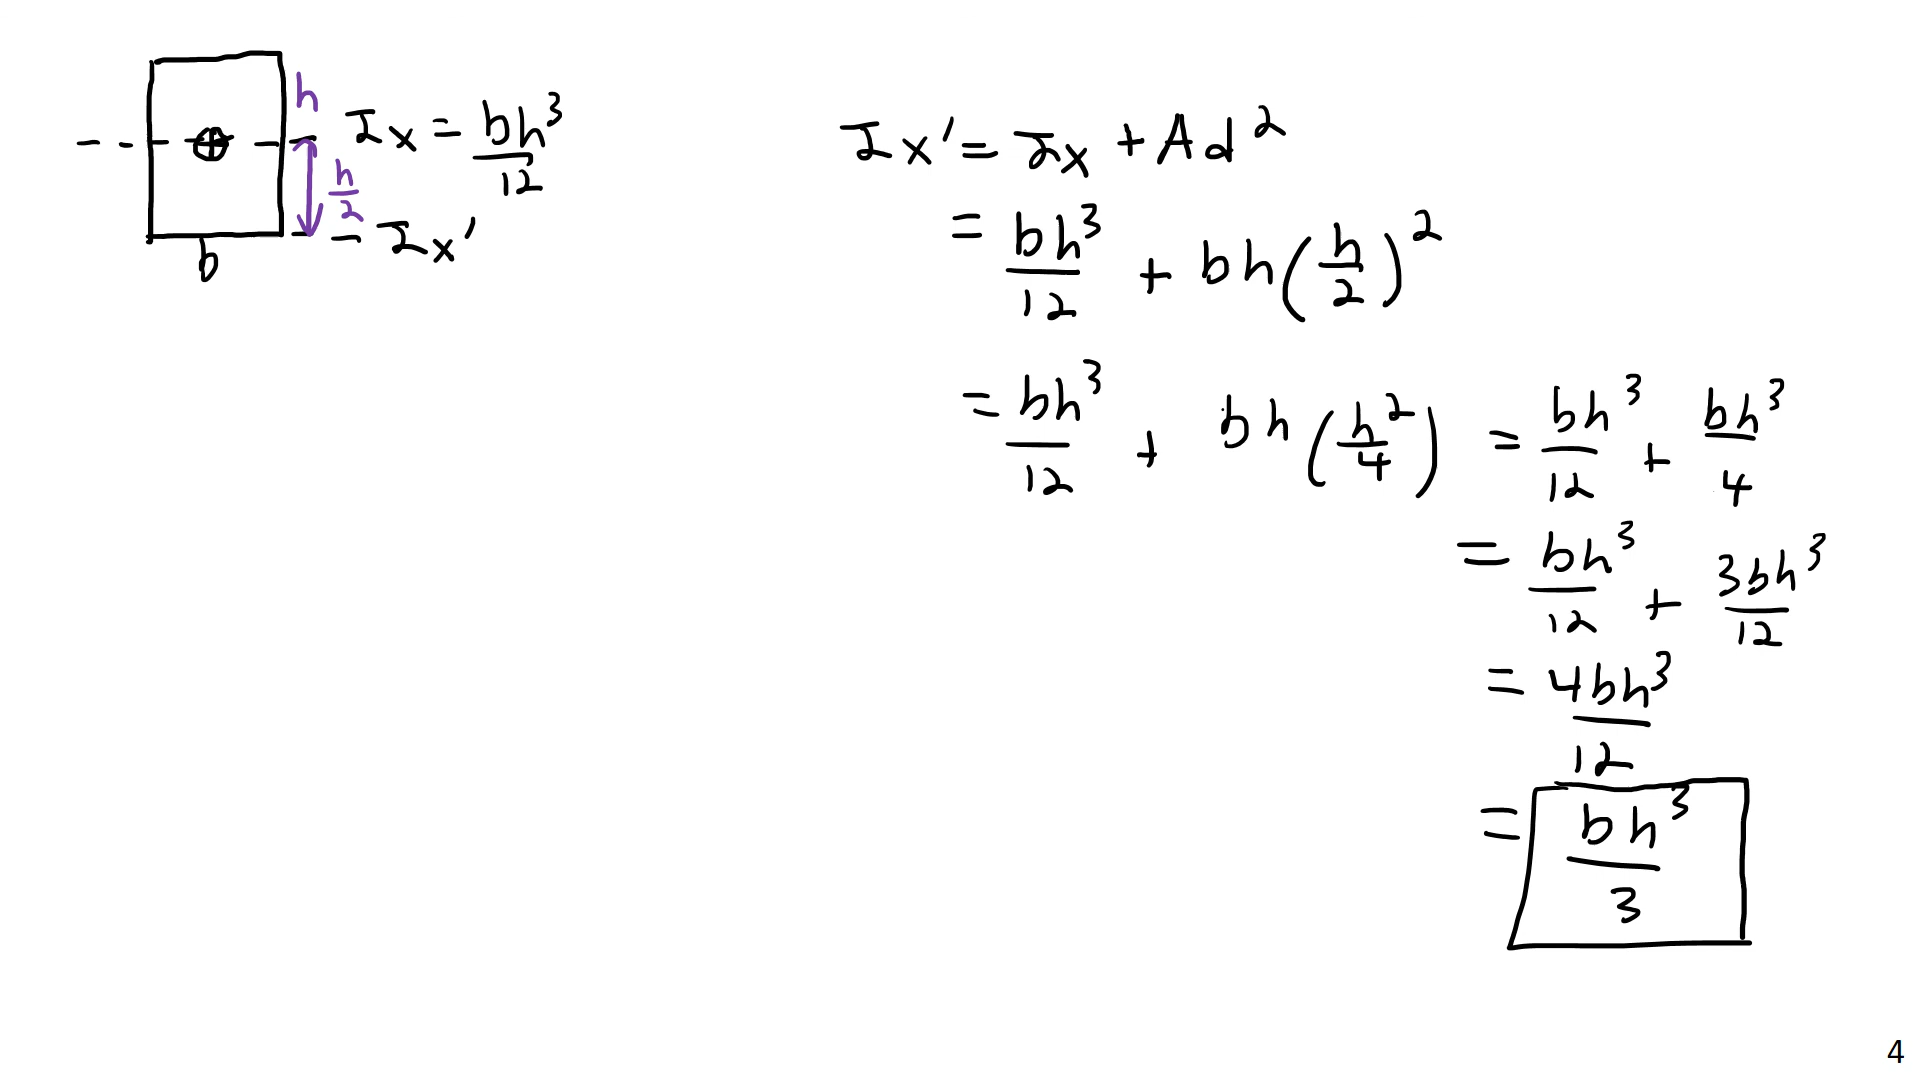 h
Ix = bh³/12
h/2
Ix'
b
Ix' = Ix + Ad²
= bh³/12 + bh(h/2)²
= bh³/12 + bh(h²/4) = bh³/12 + bh³/4
= bh³/12 + 3bh³/12
= 4bh³/12
= bh³/3
4